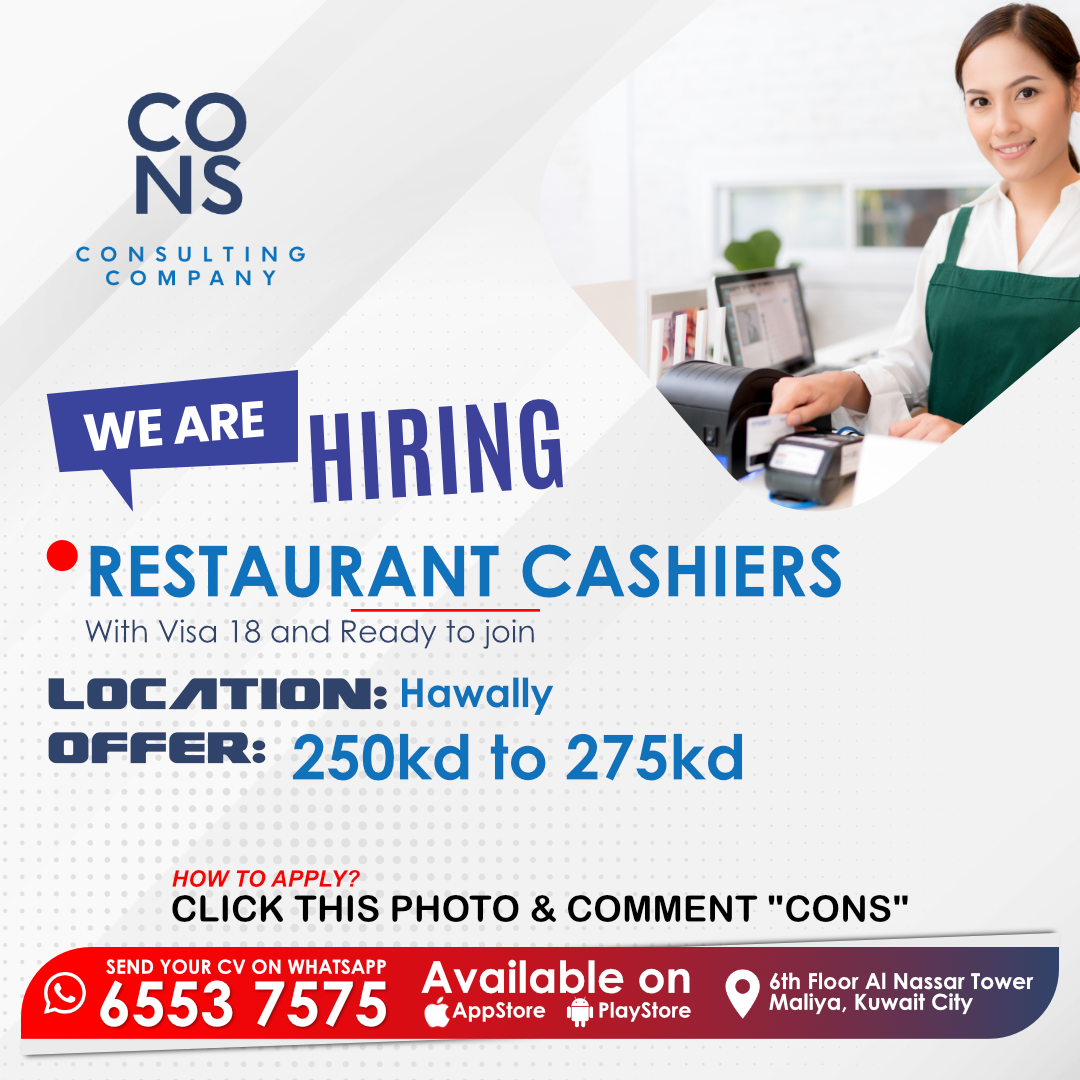 CO
NS
CONSULTING
COMPANY
WE ARE
HIRING
RESTAURANT CASHIERS
With Visa 18 and Ready to join
LOCATION: Hawally
OFFER: 250kd to 275kd
HOW TO APPLY?
CLICK THIS PHOTO & COMMENT "CONS"
SEND YOUR CV ON WHATSAPP
6553 7575
Available on
AppStore
PlayStore
6th Floor Al Nassar Tower
Maliya, Kuwait City